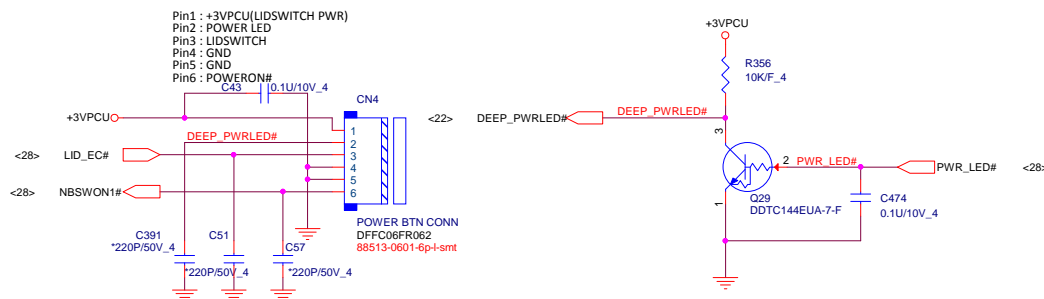 Pin1 : +3VPCU(LIDSWITCH PWR)
Pin2 : POWER LED
Pin3 : LIDSWITCH
Pin4 : GND
Pin5 : GND
Pin6 : POWERON#
C43
0.1U/10V_4
CN4
+3VPCU
1
DEEP_PWRLED#
2
<28>
LID_EC#
3
4
5
<28>
NBSWON1#
6
POWER BTN CONN
DFFC06FR062
88513-0601-6p-l-smt
C391
*220P/50V_4
C51
*220P/50V_4
C57
*220P/50V_4
+3VPCU
R356
10K/F_4
<22>
DEEP_PWRLED#
DEEP_PWRLED#
3
2
PWR_LED#
PWR_LED#
<28>
1
Q29
DDTC144EUA-7-F
C474
0.1U/10V_4